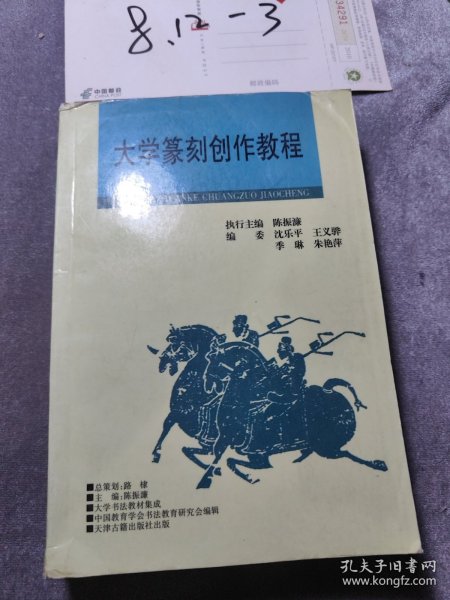 8.12-3
中国邮政
CHINA POST
邮政编码
94291
大学篆刻创作教程
ANKE CHUANGZUO JIAOCHENG
执行主编 陈振濂
编 委 沈乐平 王义骅
季琳 朱艳萍
■总策划:路棣
■主 编:陈振濂
■大学书法教材集成
■中国教育学会书法教育研究会编辑
■天津古籍出版社出版
孔夫子旧书网
www.kongfz.com